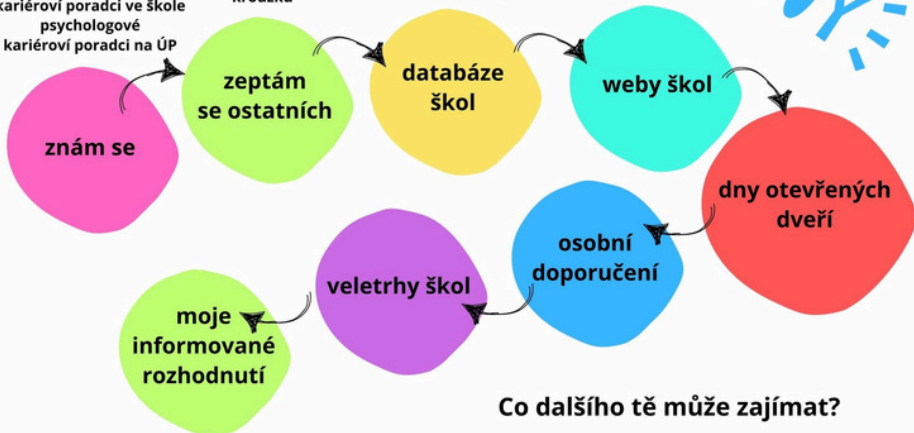 kariéroví poradci ve škole
psychologové
kariéroví poradci na ÚP
znám se
zeptám
se ostatních
databáze
škol
weby škol
dny otevřených
dveří
osobní
doporučení
veletrhy škol
moje
informované
rozhodnutí
Co dalšího tě může zajímat?